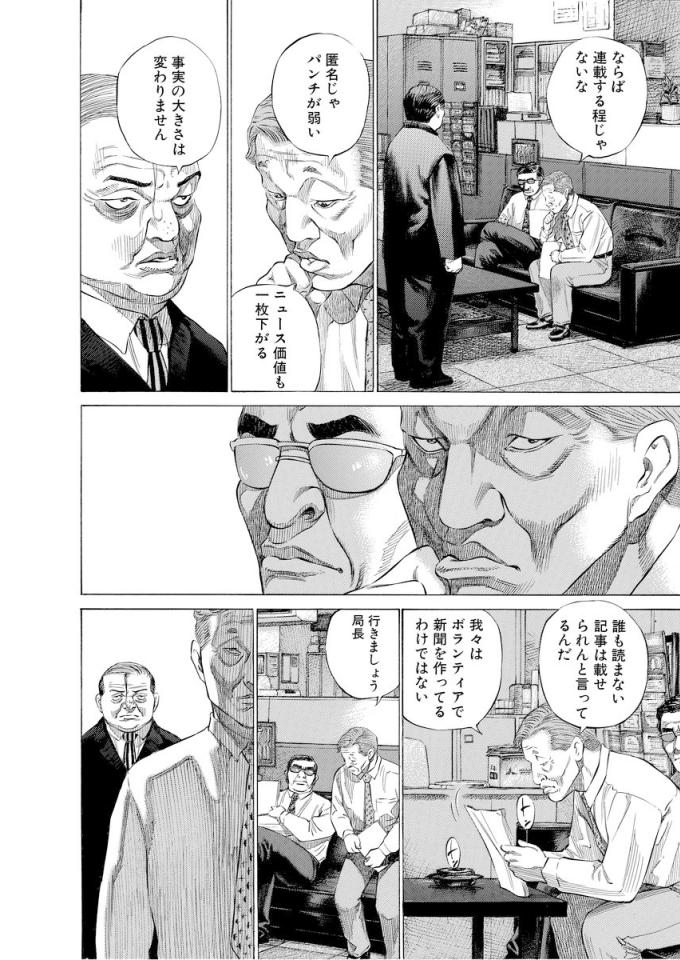 ならば
連載する程じゃ
ないな
匿名じゃ
パンチが弱い
ニュース価値も
一枚下がる
事実の大きさは
変わりません
誰も読まない
記事は載せ
られんと言って
るんだ
トン
トン
我々は
ボランティアで
新聞を作ってる
わけではない
行きましょう
局長